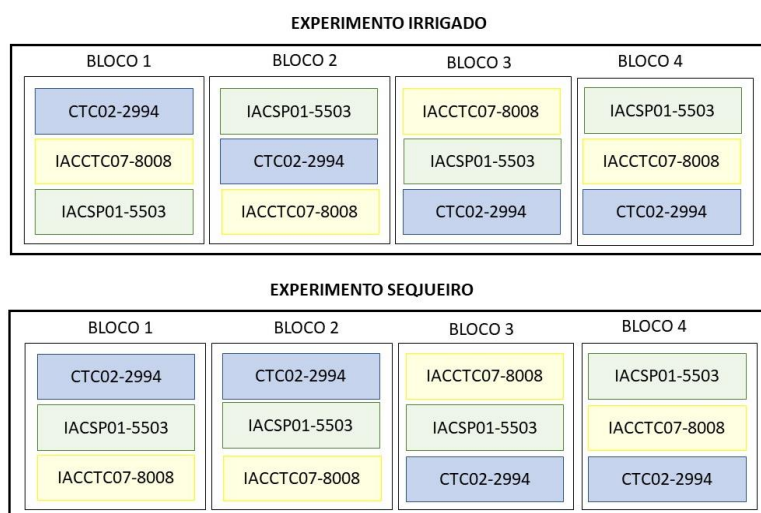 EXPERIMENTO IRRIGADO
BLOCO 1 BLOCO 2 BLOCO 3 BLOCO 4
CTC02-2994 IACSP01-5503 IACCTC07-8008 IACSP01-5503
IACCTC07-8008 CTC02-2994 IACSP01-5503 IACCTC07-8008
IACSP01-5503 IACCTC07-8008 CTC02-2994 CTC02-2994
EXPERIMENTO SEQJUEIRO
BLOCO 1 BLOCO 2 BLOCO 3 BLOCO 4
CTC02-2994 CTC02-2994 IACCTC07-8008 IACSP01-5503
IACSP01-5503 IACSP01-5503 IACSP01-5503 IACCTC07-8008
IACCTC07-8008 IACCTC07-8008 CTC02-2994 CTC02-2994